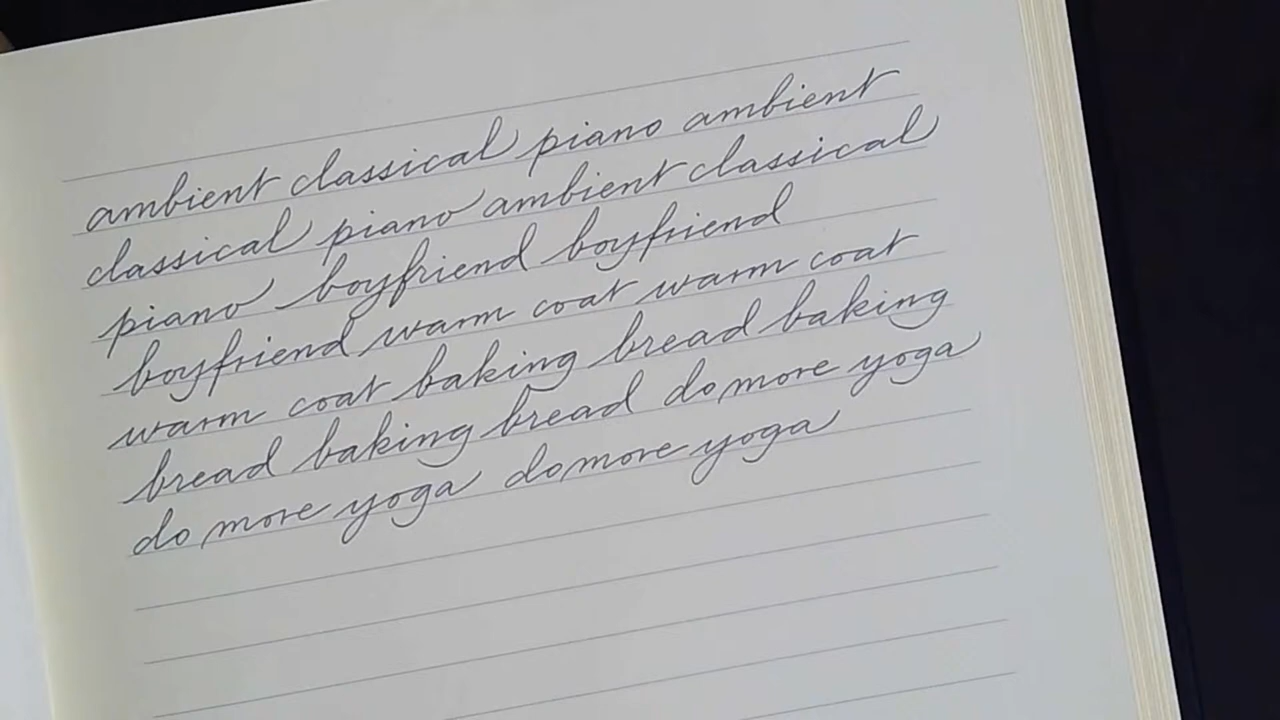 ambient classical piano ambient
classical piano ambient classical
piano boyfriend boyfriend
boyfriend warm coat warm coat
warm coat baking bread baking
bread baking bread do more yoga
do more yoga do more yoga